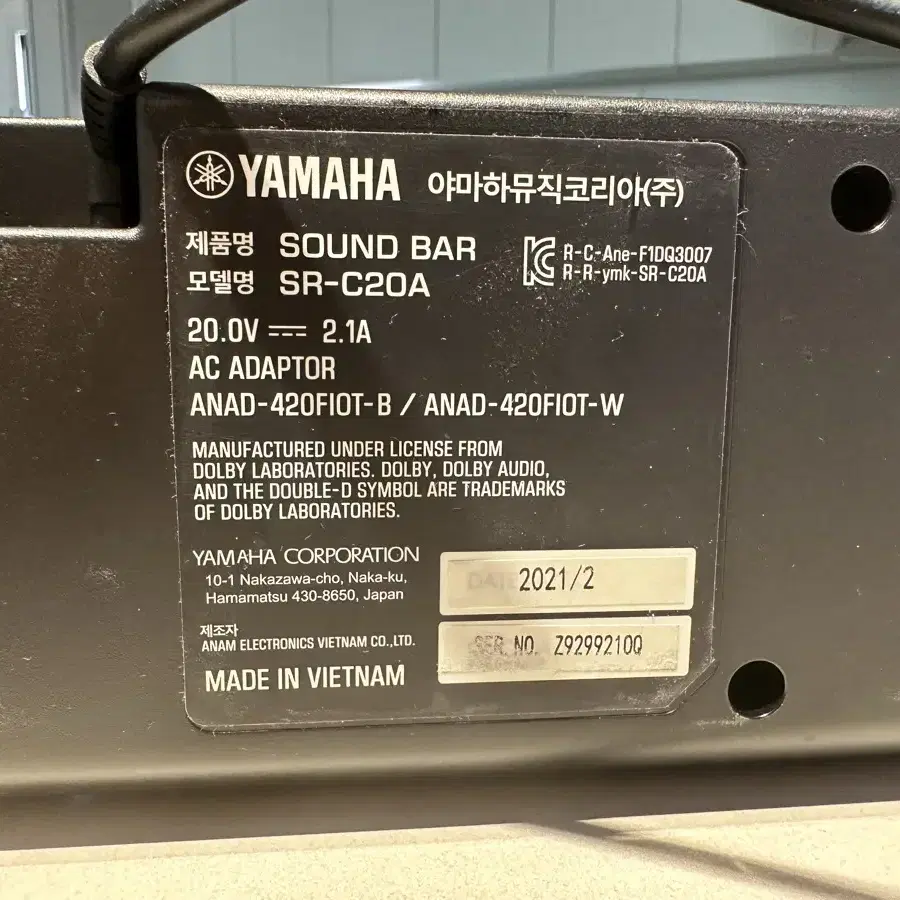 YAMAHA 야마하뮤직코리아(주)
제품명 SOUND BAR
모델명 SR-C20A
R-C-Ane-F1DQ3007
R-R-ymk-SR-C20A
20.0V 2.1A
AC ADAPTOR
ANAD-420FIOT-B / ANAD-420FIOT-W
MANUFACTURED UNDER LICENSE FROM
DOLBY LABORATORIES. DOLBY, DOLBY AUDIO,
AND THE DOUBLE-D SYMBOL ARE TRADEMARKS
OF DOLBY LABORATORIES.
YAMAHA CORPORATION
10-1 Nakazawa-cho, Naka-ku,
Hamamatsu 430-8650, Japan
DATE 2021/2
제조자
ANAM ELECTRONICS VIETNAM CO.,LTD.
SER. NO. Z9299210Q
MADE IN VIETNAM